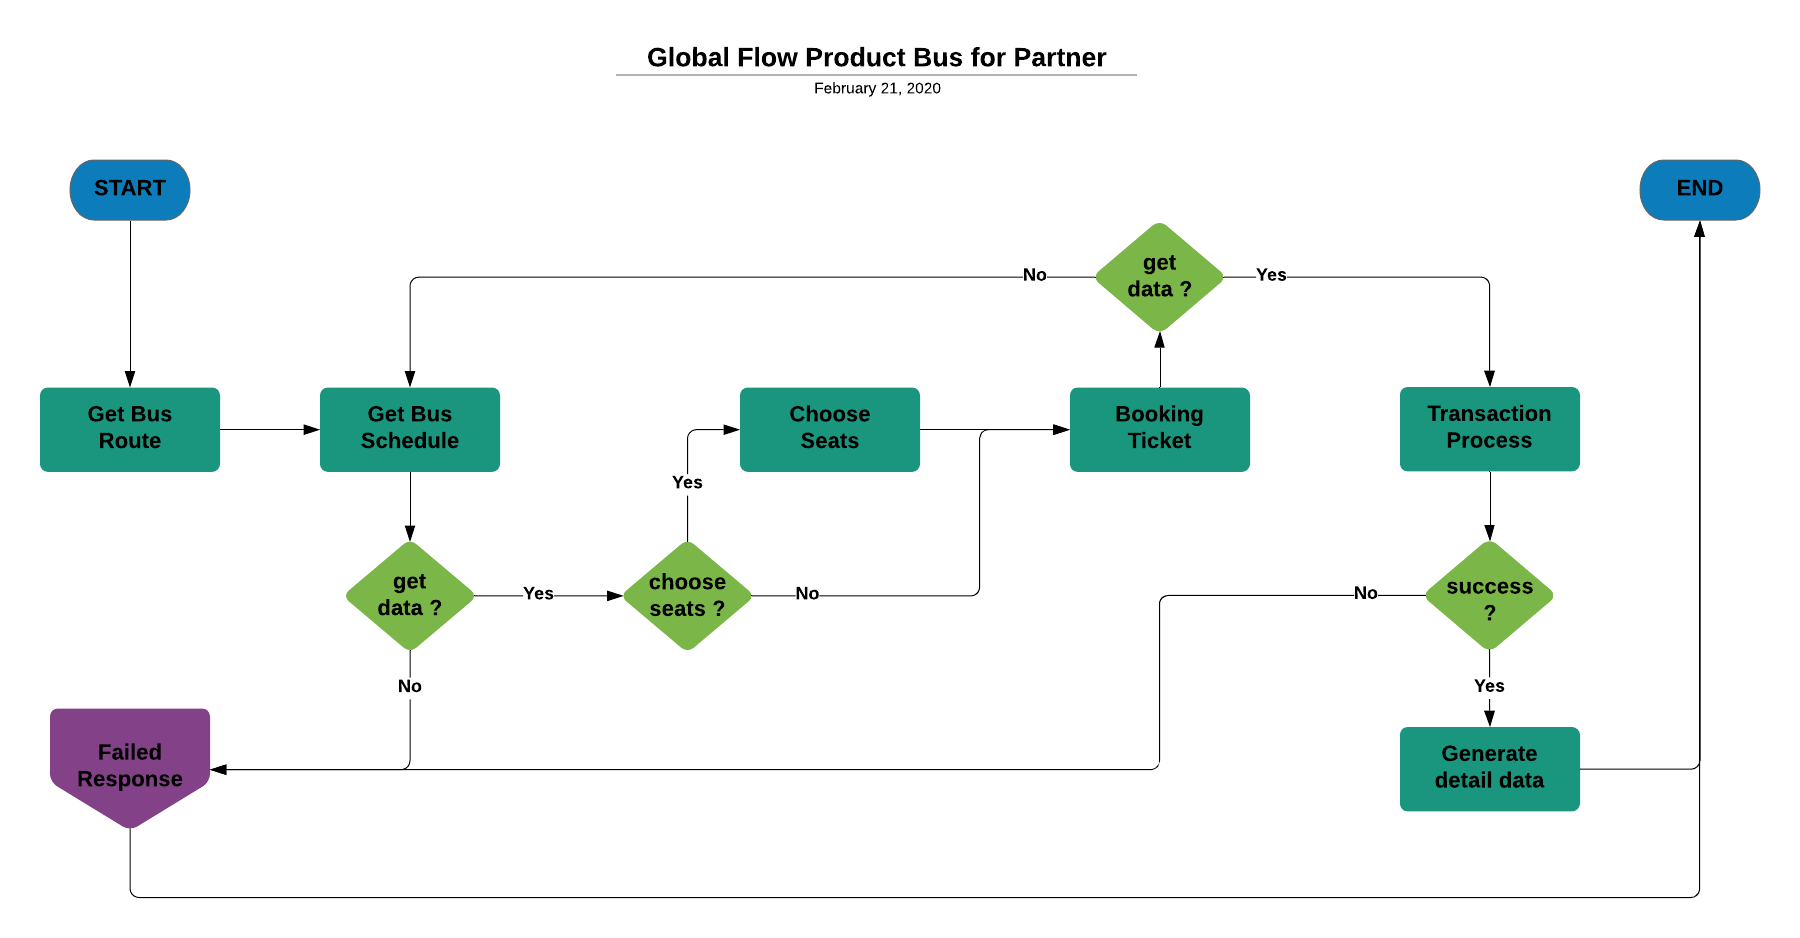 Global Flow Product Bus for Partner
February 21, 2020
START
END
get
data ?
No
Yes
Get Bus
Route
Get Bus
Schedule
Choose
Seats
Booking
Ticket
Transaction
Process
Yes
get
data ?
Yes
choose
seats ?
No
No
success
?
No
Yes
Failed
Response
Generate
detail data